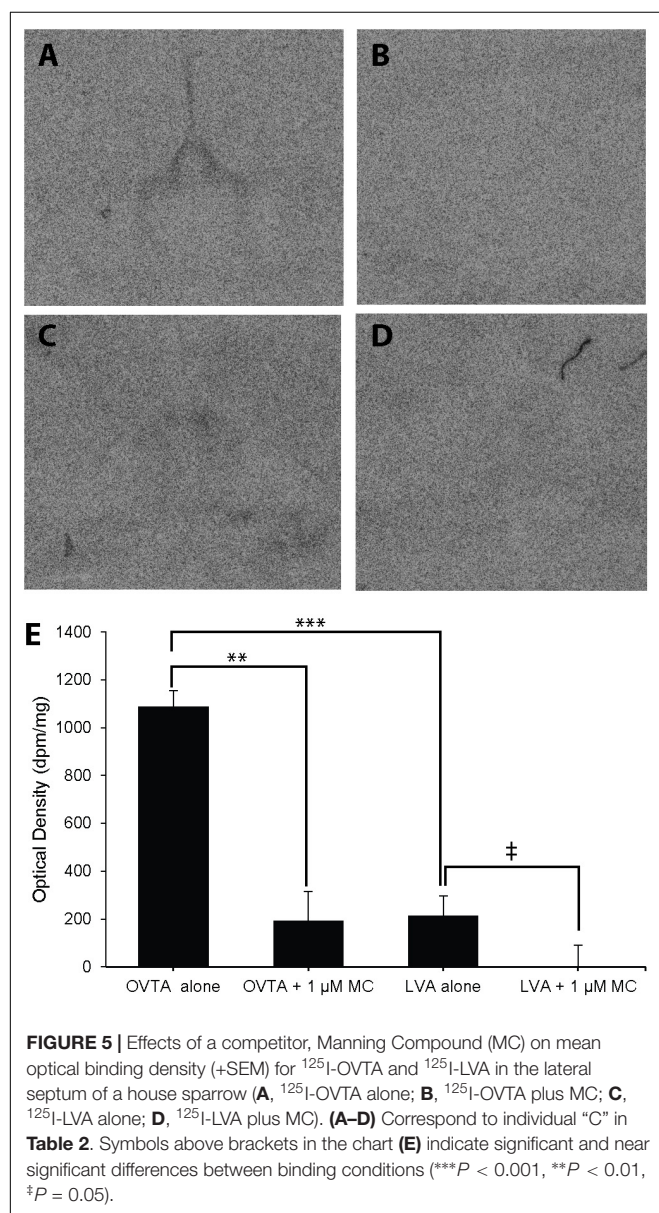 A
B
C
D
E
1400
1200
1000
800
600
400
200
0
Optical Density (dpm/mg)
***
**
‡
OVTA alone OVTA + 1 µM MC LVA alone LVA + 1 µM MC
FIGURE 5 | Effects of a competitor, Manning Compound (MC) on mean
optical binding density (+SEM) for ¹²⁵I-OVTA and ¹²⁵I-LVA in the lateral
septum of a house sparrow (A, ¹²⁵I-OVTA alone; B, ¹²⁵I-OVTA plus MC; C,
¹²⁵I-LVA alone; D, ¹²⁵I-LVA plus MC). (A–D) Correspond to individual “C” in
Table 2. Symbols above brackets in the chart (E) indicate significant and near
significant differences between binding conditions (***P < 0.001, **P < 0.01,
‡P = 0.05).